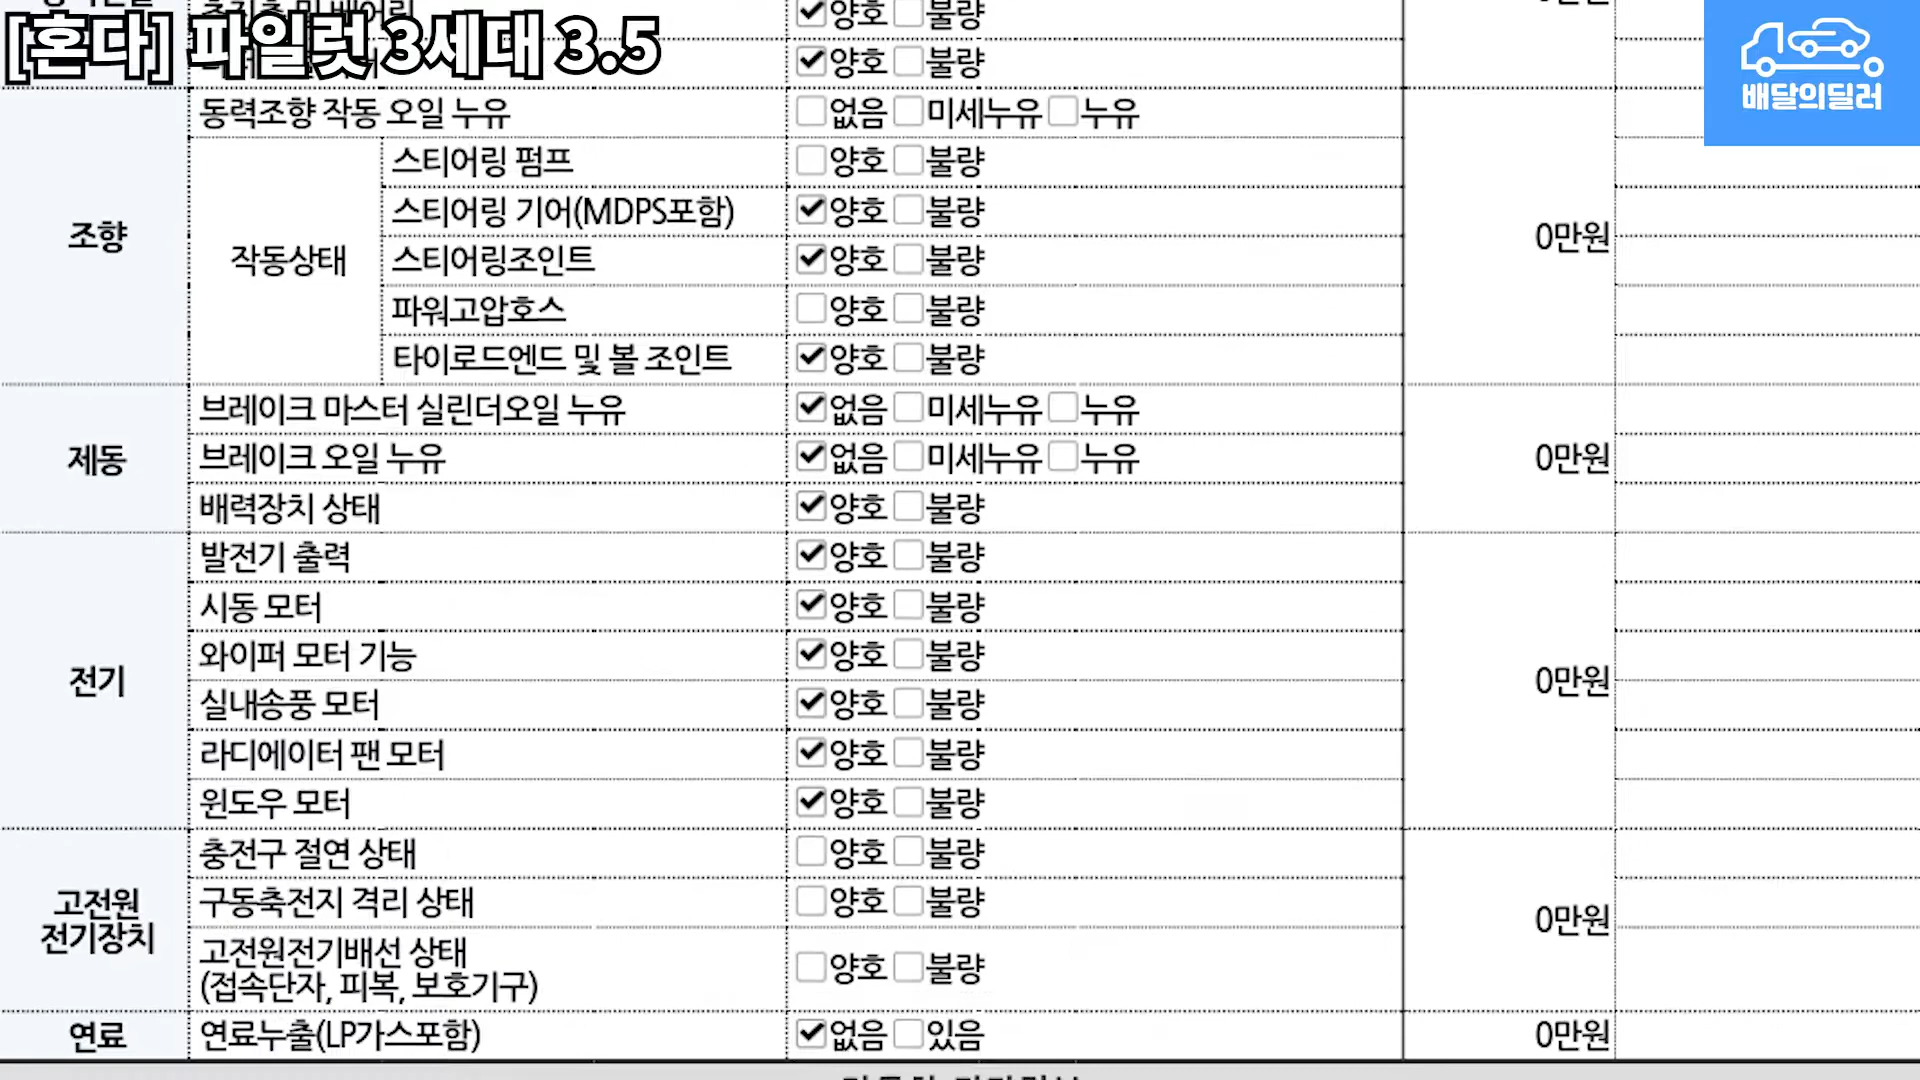 양호 불량
0만원
[혼다] 파일럿 3세대 3.5
배달의딜러
양호 불량
조향
동력조향 작동 오일 누유
없음 미세누유 누유
작동상태
스티어링 펌프
양호 불량
스티어링 기어(MDPS포함)
양호 불량
0만원
스티어링조인트
양호 불량
파워고압호스
양호 불량
타이로드엔드 및 볼 조인트
양호 불량
제동
브레이크 마스터 실린더오일 누유
없음 미세누유 누유
브레이크 오일 누유
없음 미세누유 누유
0만원
배력장치 상태
양호 불량
전기
발전기 출력
양호 불량
시동 모터
양호 불량
와이퍼 모터 기능
양호 불량
0만원
실내송풍 모터
양호 불량
라디에이터 팬 모터
양호 불량
윈도우 모터
양호 불량
고전원
전기장치
충전구 절연 상태
양호 불량
구동축전지 격리 상태
양호 불량
0만원
고전원전기배선 상태
(접속단자, 피복, 보호기구)
양호 불량
연료
연료누출(LP가스포함)
없음 있음
0만원